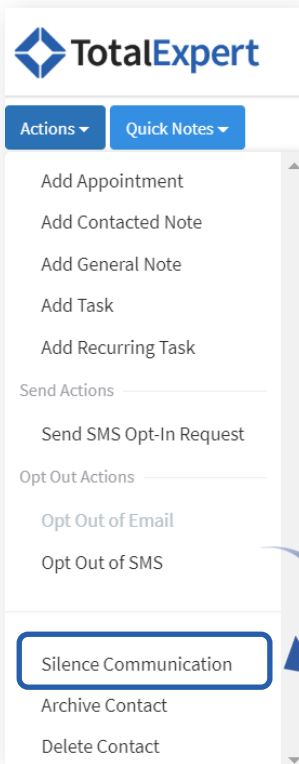 TotalExpert
Actions
Quick Notes
Add Appointment
Add Contacted Note
Add General Note
Add Task
Add Recurring Task
Send Actions
Send SMS Opt-In Request
Opt Out Actions
Opt Out of Email
Opt Out of SMS
Silence Communication
Archive Contact
Delete Contact